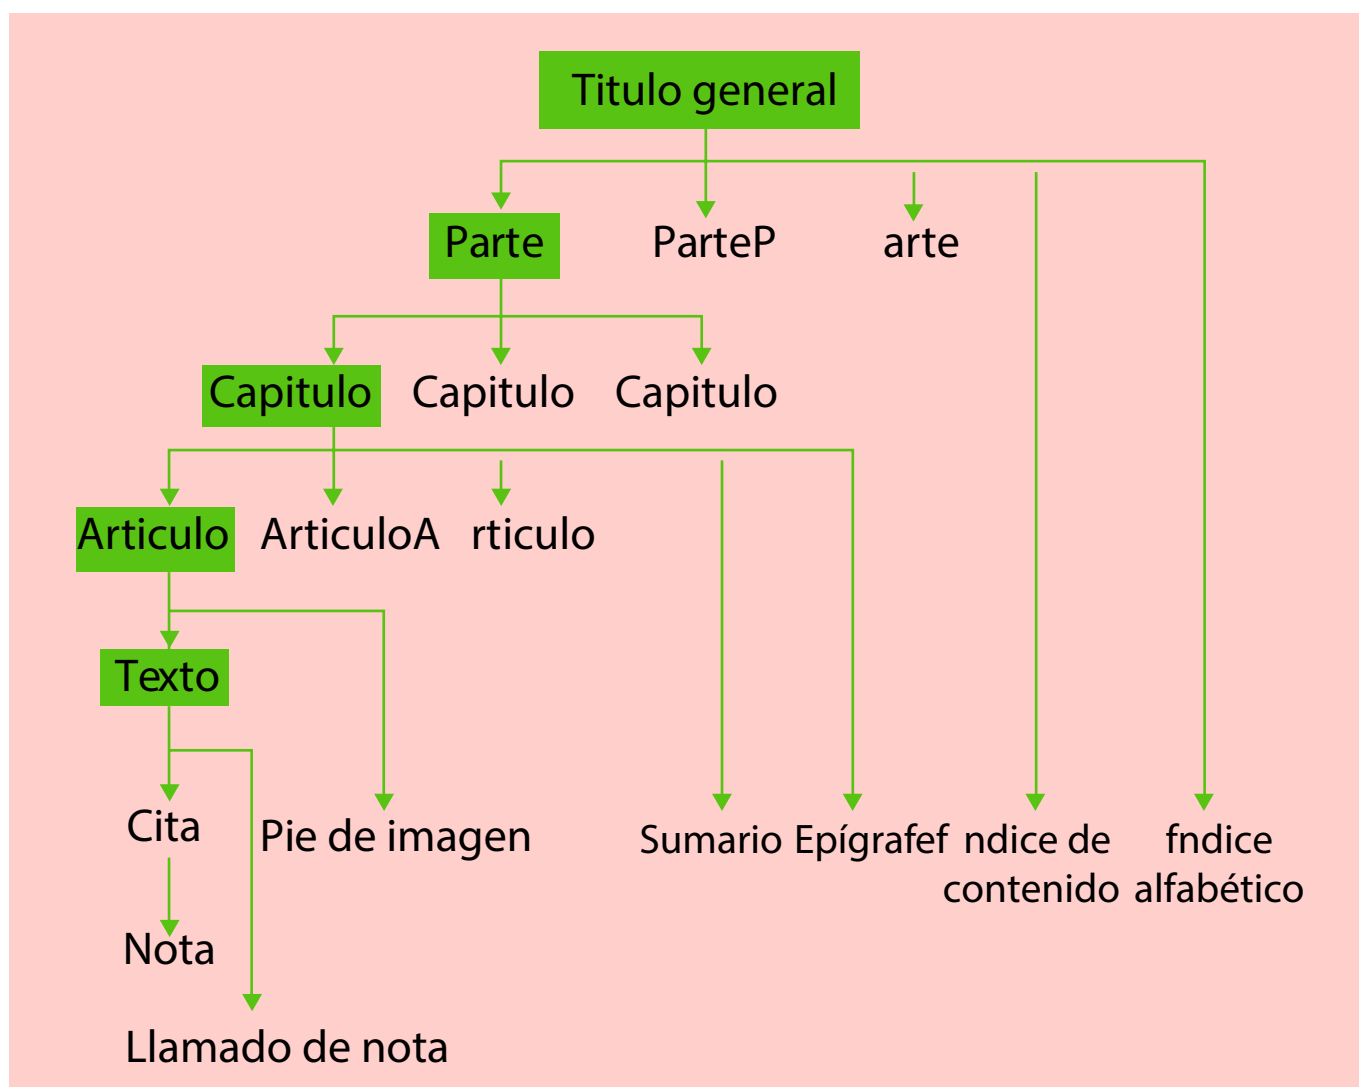 Titulo general
Parte ParteP arte
Capitulo Capitulo Capitulo
Articulo ArticuloA rticulo
Texto
Cita Pie de imagen Sumario Epígrafef ndice de fndice
contenido alfabético
Nota
Llamado de nota